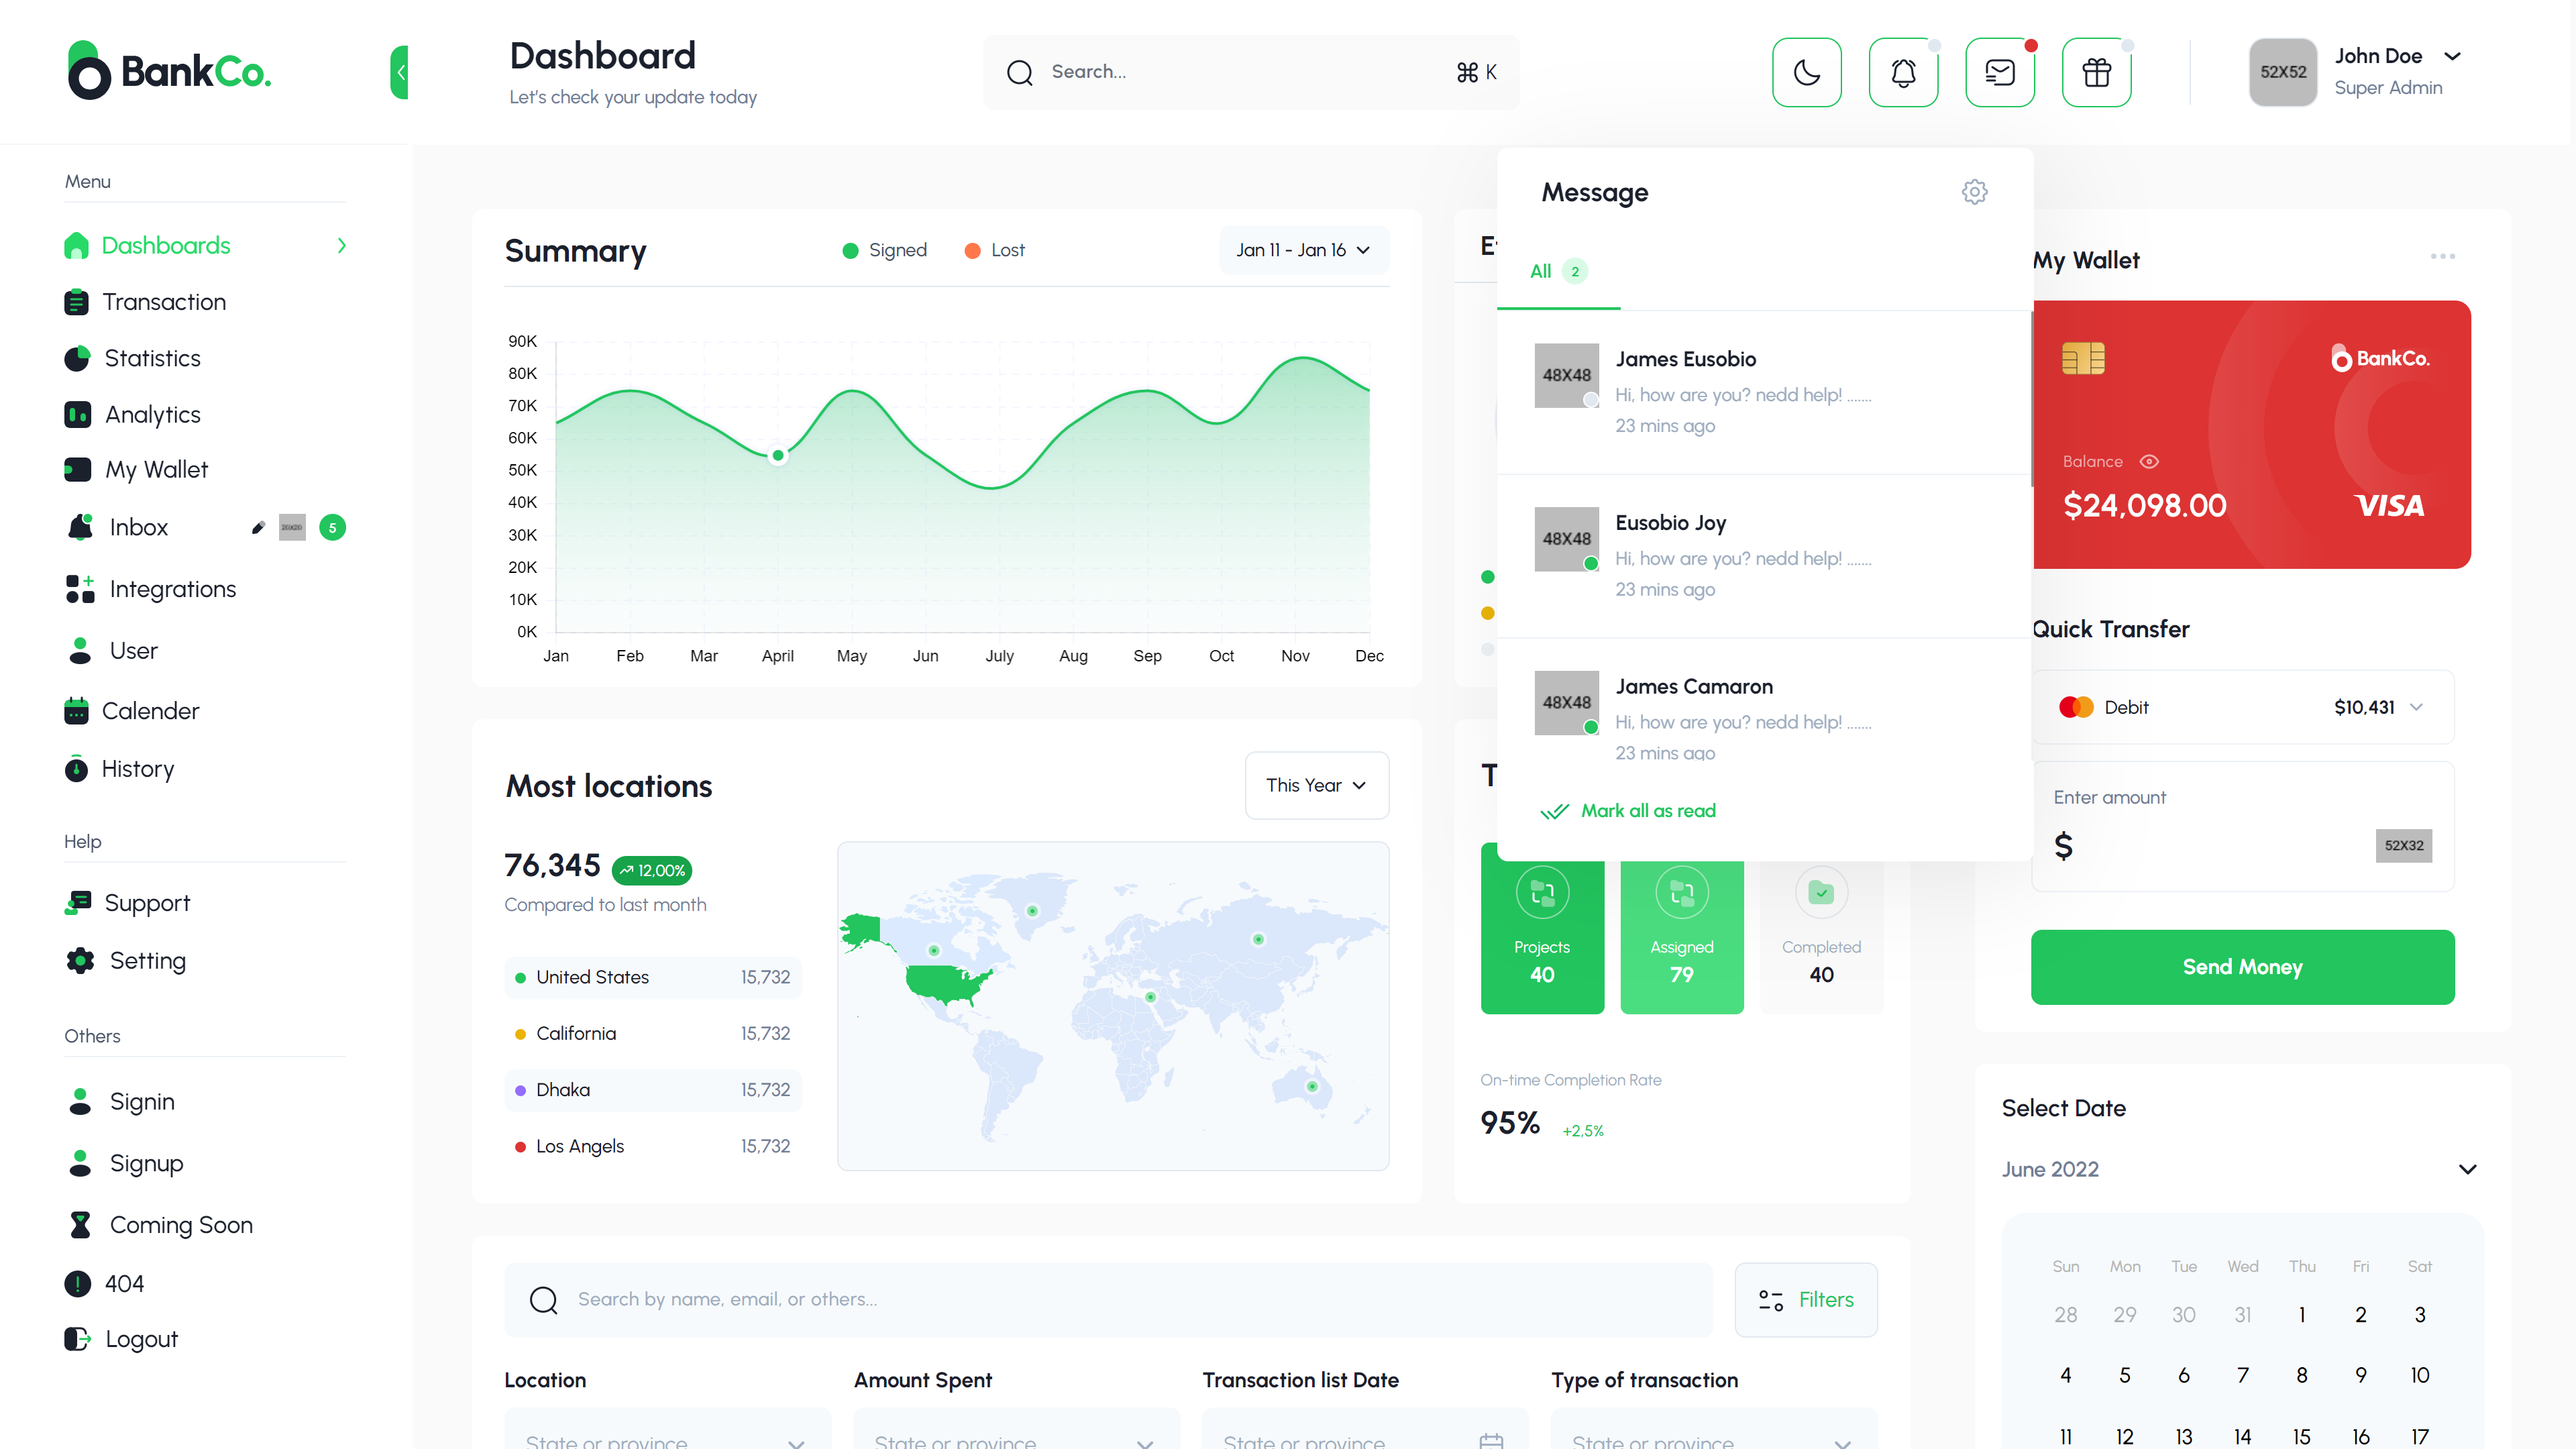 BankCo.
Dashboard
Let's check your update today
Search...
⌘ K
52X52
John Doe
Super Admin
Menu
Dashboards
Transaction
Statistics
Analytics
My Wallet
Inbox
20X20
5
Integrations
User
Calender
History
Help
Support
Setting
Others
Signin
Signup
Coming Soon
404
Logout
Summary
Signed
Lost
Jan 11 - Jan 16
90K
80K
70K
60K
50K
40K
30K
20K
10K
0K
Jan Feb Mar April May Jun July Aug Sep Oct Nov Dec
Message
All 2
48X48
James Eusobio
Hi, how are you? nedd help! .......
23 mins ago
48X48
Eusobio Joy
Hi, how are you? nedd help! .......
23 mins ago
48X48
James Camaron
Hi, how are you? nedd help! .......
23 mins ago
Mark all as read
My Wallet
BankCo.
Balance
$24,098.00
VISA
Quick Transfer
Debit
$10,431
Enter amount
$
52X32
Send Money
Most locations
This Year
76,345
12,00%
Compared to last month
United States 15,732
California 15,732
Dhaka 15,732
Los Angels 15,732
Projects
40
Assigned
79
Completed
40
On-time Completion Rate
95%
+2,5%
Select Date
June 2022
Sun Mon Tue Wed Thu Fri Sat
28 29 30 31 1 2 3
4 5 6 7 8 9 10
11 12 13 14 15 16 17
Search by name, email, or others...
Filters
Location
State or province
Amount Spent
State or province
Transaction list Date
State or province
Type of transaction
State or province